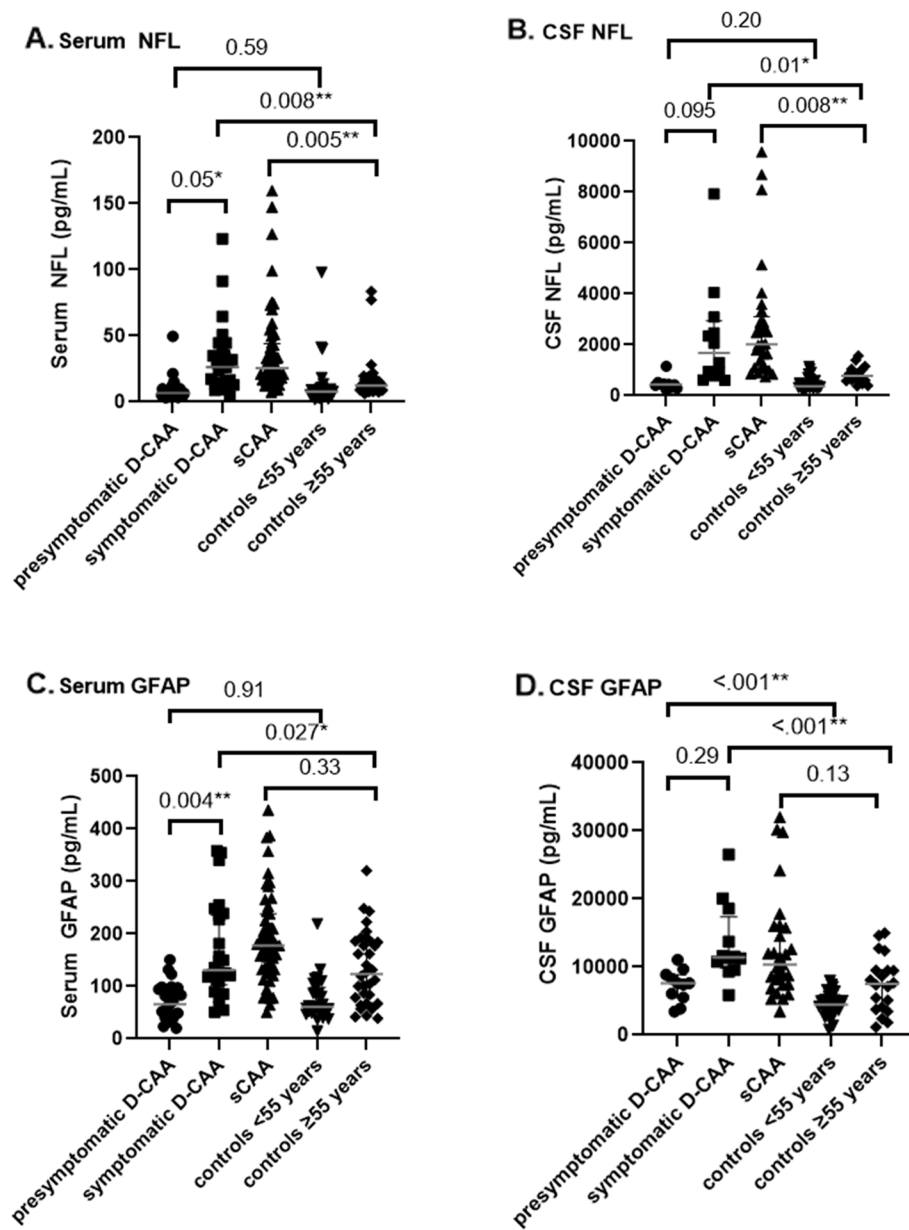 A. Serum NFL
0.59
0.008**
0.005**
0.05*
Serum NFL (pg/mL)
200
150
100
50
0
presymptomatic D-CAA
symptomatic D-CAA
sCAA
controls <55 years
controls ≥55 years
B. CSF NFL
0.20
0.01*
0.095
0.008**
CSF NFL (pg/mL)
10000
8000
6000
4000
2000
0
presymptomatic D-CAA
symptomatic D-CAA
sCAA
controls <55 years
controls ≥55 years
C. Serum GFAP
0.91
0.027*
0.33
0.004**
Serum GFAP (pg/mL)
500
400
300
200
100
0
presymptomatic D-CAA
symptomatic D-CAA
sCAA
controls <55 years
controls ≥55 years
D. CSF GFAP
<.001**
<.001**
0.29
0.13
CSF GFAP (pg/mL)
40000
30000
20000
10000
0
presymptomatic D-CAA
symptomatic D-CAA
sCAA
controls <55 years
controls ≥55 years